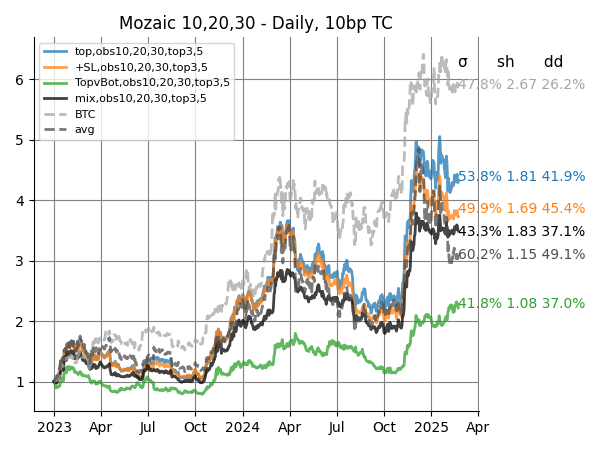 Mozaic 10,20,30 - Daily, 10bp TC
top,obs10,20,30,top3,5
+SL,obs10,20,30,top3,5
TopvBot,obs10,20,30,top3,5
mix,obs10,20,30,top3,5
BTC
avg
σ sh dd
47.8% 2.67 26.2%
53.8% 1.81 41.9%
49.9% 1.69 45.4%
43.3% 1.83 37.1%
60.2% 1.15 49.1%
41.8% 1.08 37.0%
6
5
4
3
2
1
2023 Apr Jul Oct 2024 Apr Jul Oct 2025 Apr